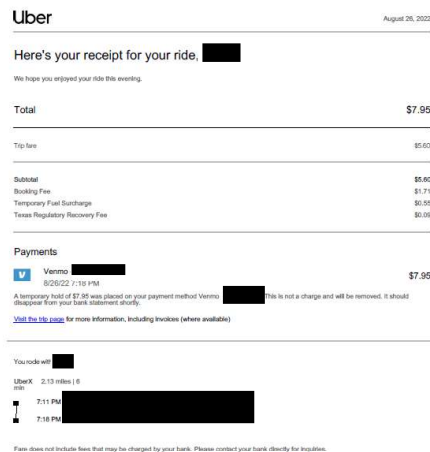 Uber
August 26, 2022
Here's your receipt for your ride,
We hope you enjoyed your ride this evening.
Total $7.95
Trip fare $5.60
Subtotal $5.60
Booking Fee $1.71
Temporary Fuel Surcharge $0.55
Texas Regulatory Recovery Fee $0.09
Payments
V
Venmo
8/26/22 7:18 PM
$7.95
A temporary hold of $7.95 was placed on your payment method Venmo This is not a charge and will be removed. It should
disappear from your bank statement shortly.
Visit the trip page for more information, including invoices (where available)
You rode with
UberX 2.13 miles | 6
min
7:11 PM
7:18 PM
Fare does not include fees that may be charged by your bank. Please contact your bank directly for inquiries.